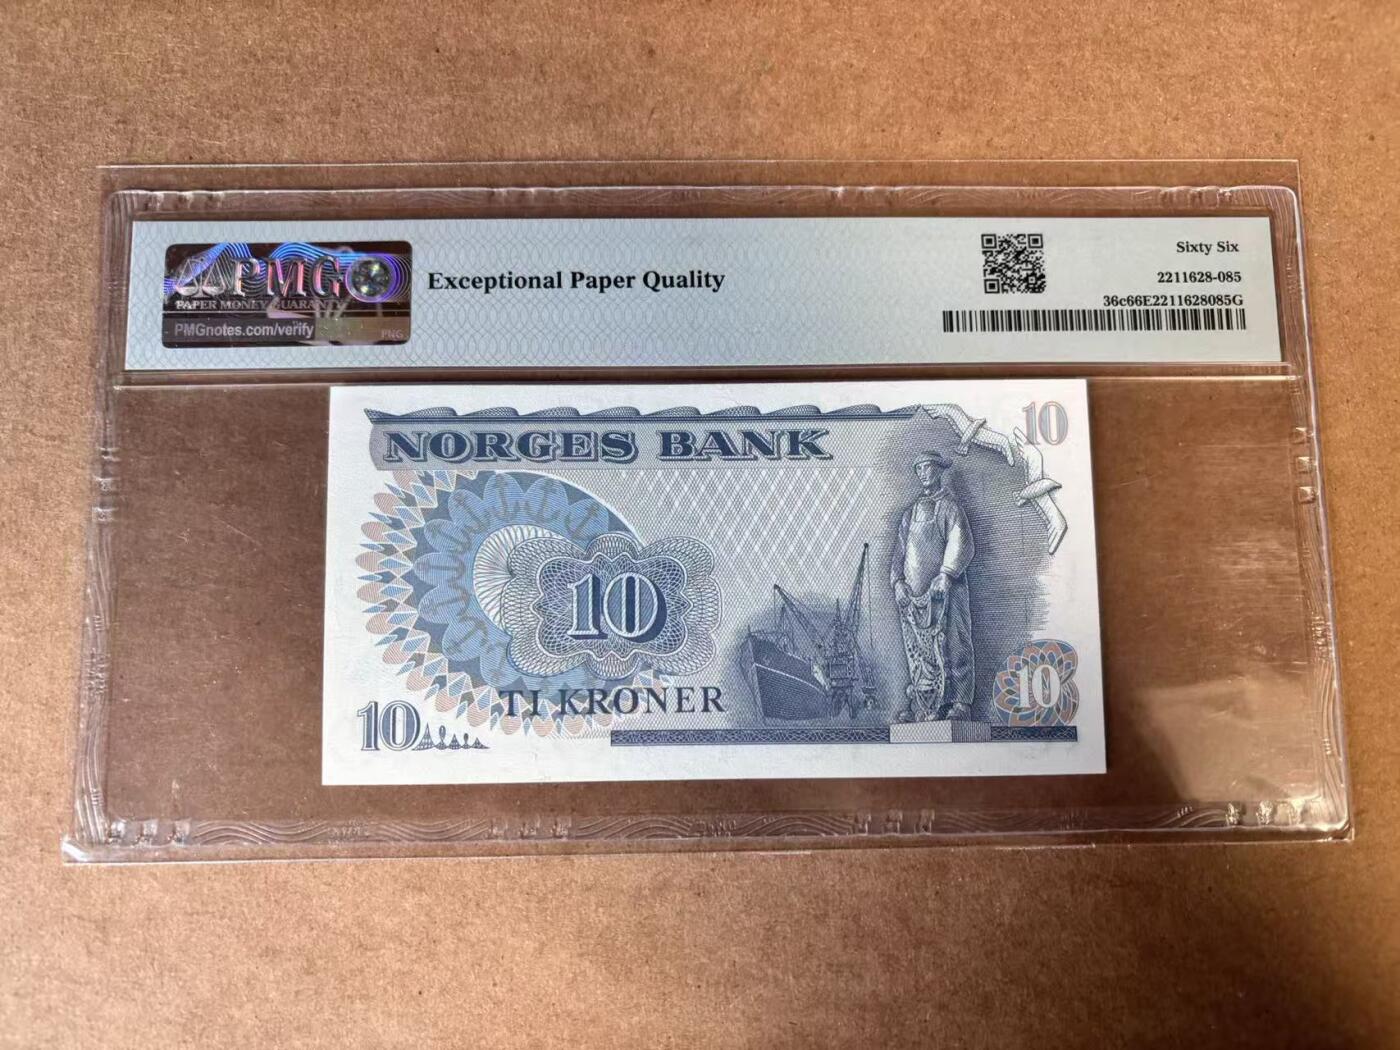 PMG
PAPER MONEY GUARANTY
PMGnotes.com/verify
PMG
Exceptional Paper Quality
Sixty Six
2211628-085
36c66E2211628085G
NORGES BANK
10
10
10
TI KRONER
10